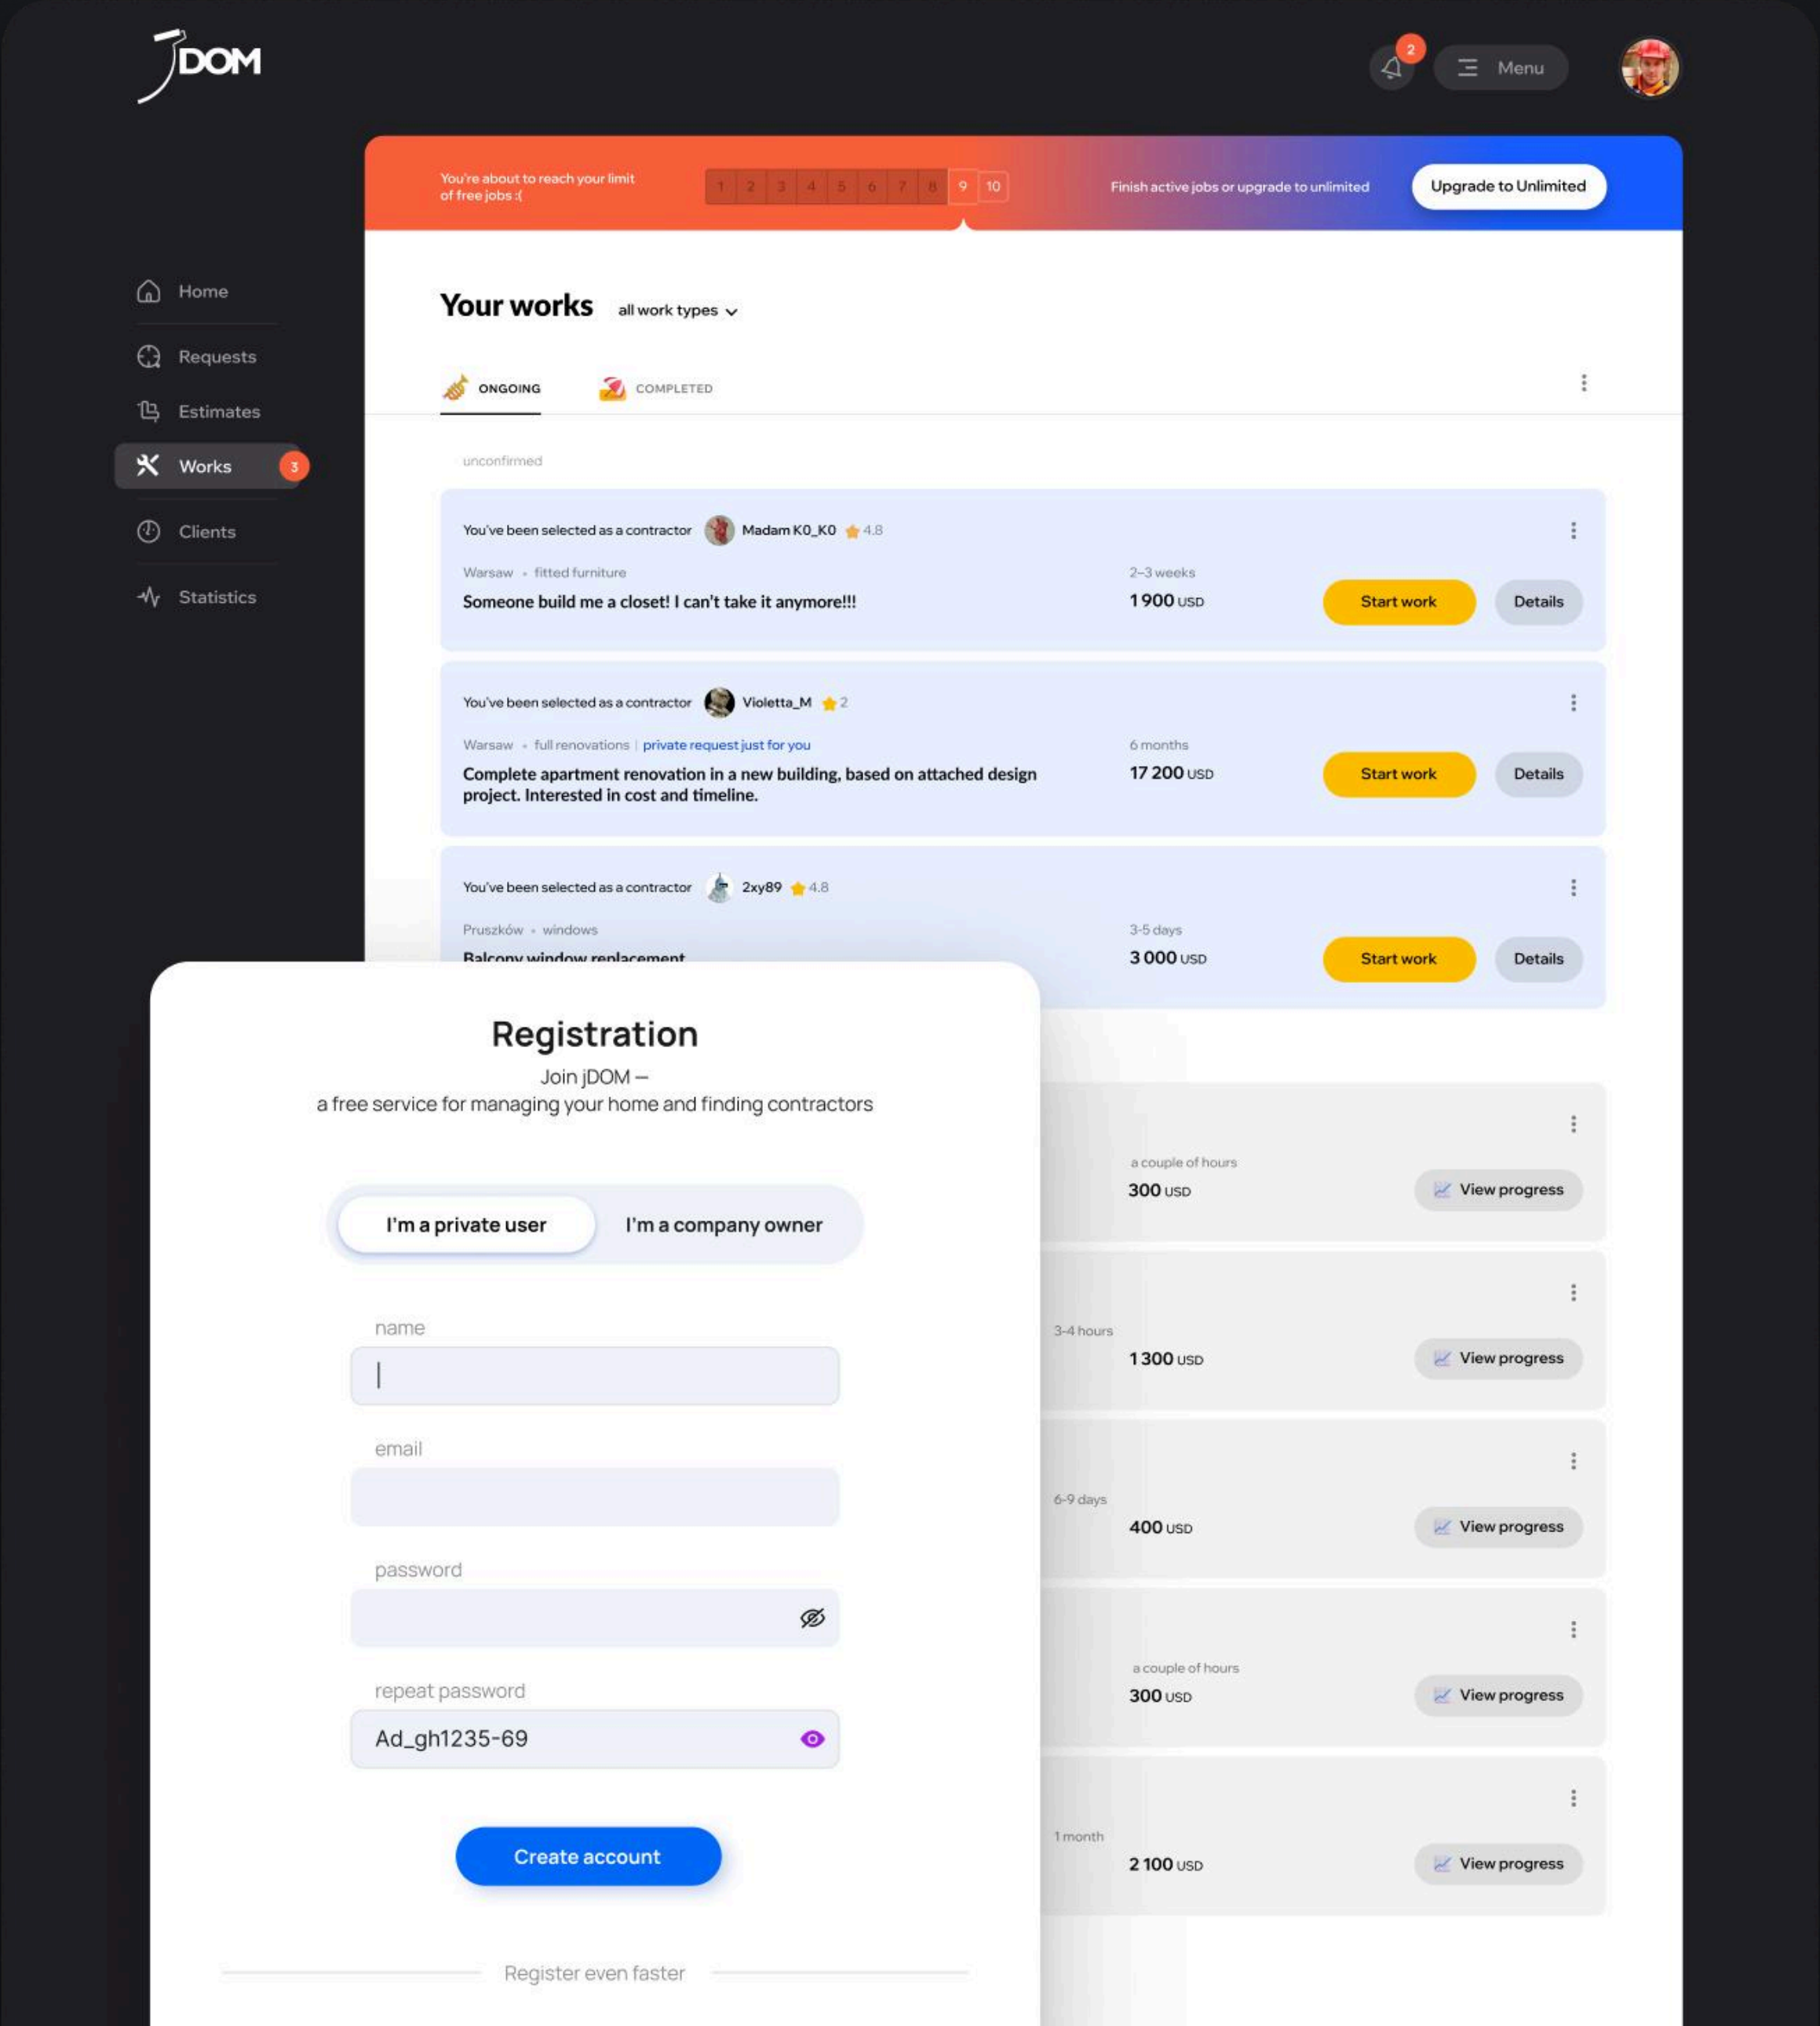 jDOM
2
Menu
You're about to reach your limit
of free jobs :(
1 2 3 4 5 6 7 8 9 10
Finish active jobs or upgrade to unlimited
Upgrade to Unlimited
Home
Requests
Estimates
Works 3
Clients
Statistics
Your works all work types
ONGOING COMPLETED
unconfirmed
You've been selected as a contractor Madam K0_K0 4.8
Warsaw • fitted furniture
Someone build me a closet! I can't take it anymore!!!
2–3 weeks
1 900 USD
Start work Details
You've been selected as a contractor Violetta_M 2
Warsaw • full renovations | private request just for you
Complete apartment renovation in a new building, based on attached design
project. Interested in cost and timeline.
6 months
17 200 USD
Start work Details
You've been selected as a contractor 2xy89 4.8
Pruszków • windows
Balcony window replacement
3-5 days
3 000 USD
Start work Details
a couple of hours
300 USD
View progress
3-4 hours
1 300 USD
View progress
6-9 days
400 USD
View progress
a couple of hours
300 USD
View progress
1 month
2 100 USD
View progress
Registration
Join jDOM —
a free service for managing your home and finding contractors
I'm a private user I'm a company owner
name
email
password
repeat password
Ad_gh1235-69
Create account
Register even faster